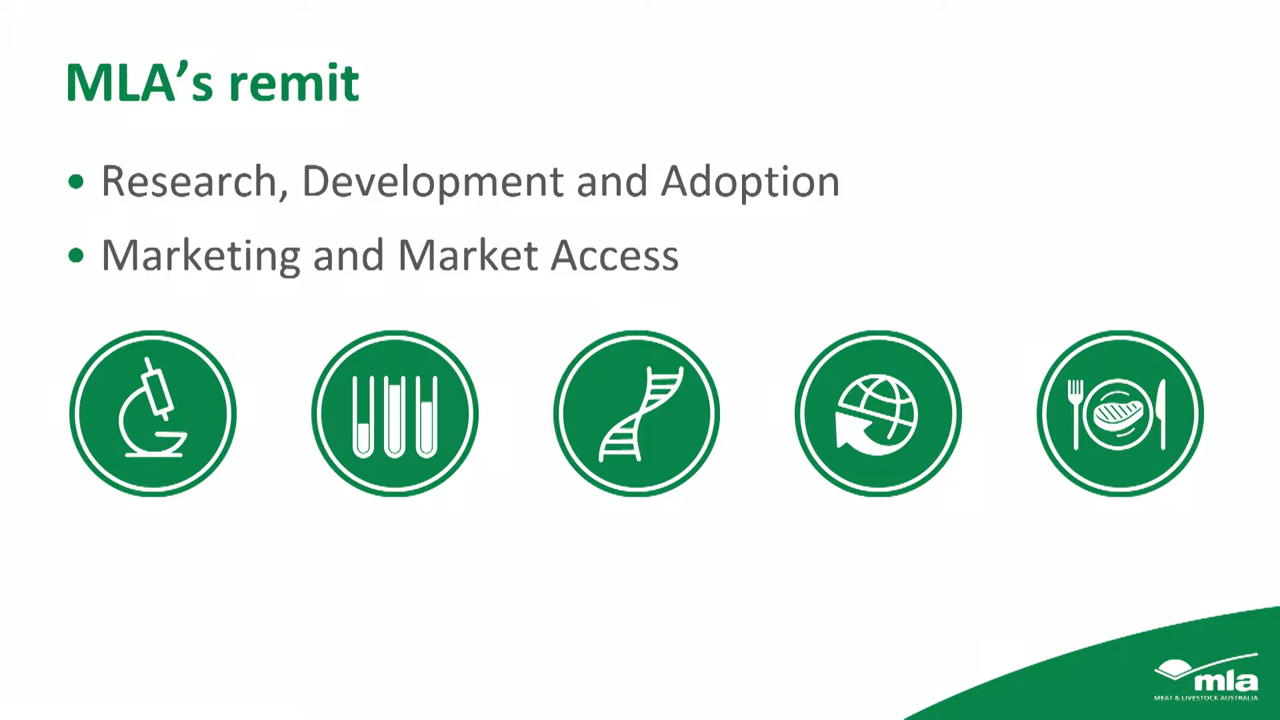 MLA's remit
• Research, Development and Adoption
• Marketing and Market Access
mla
MEAT & LIVESTOCK AUSTRALIA